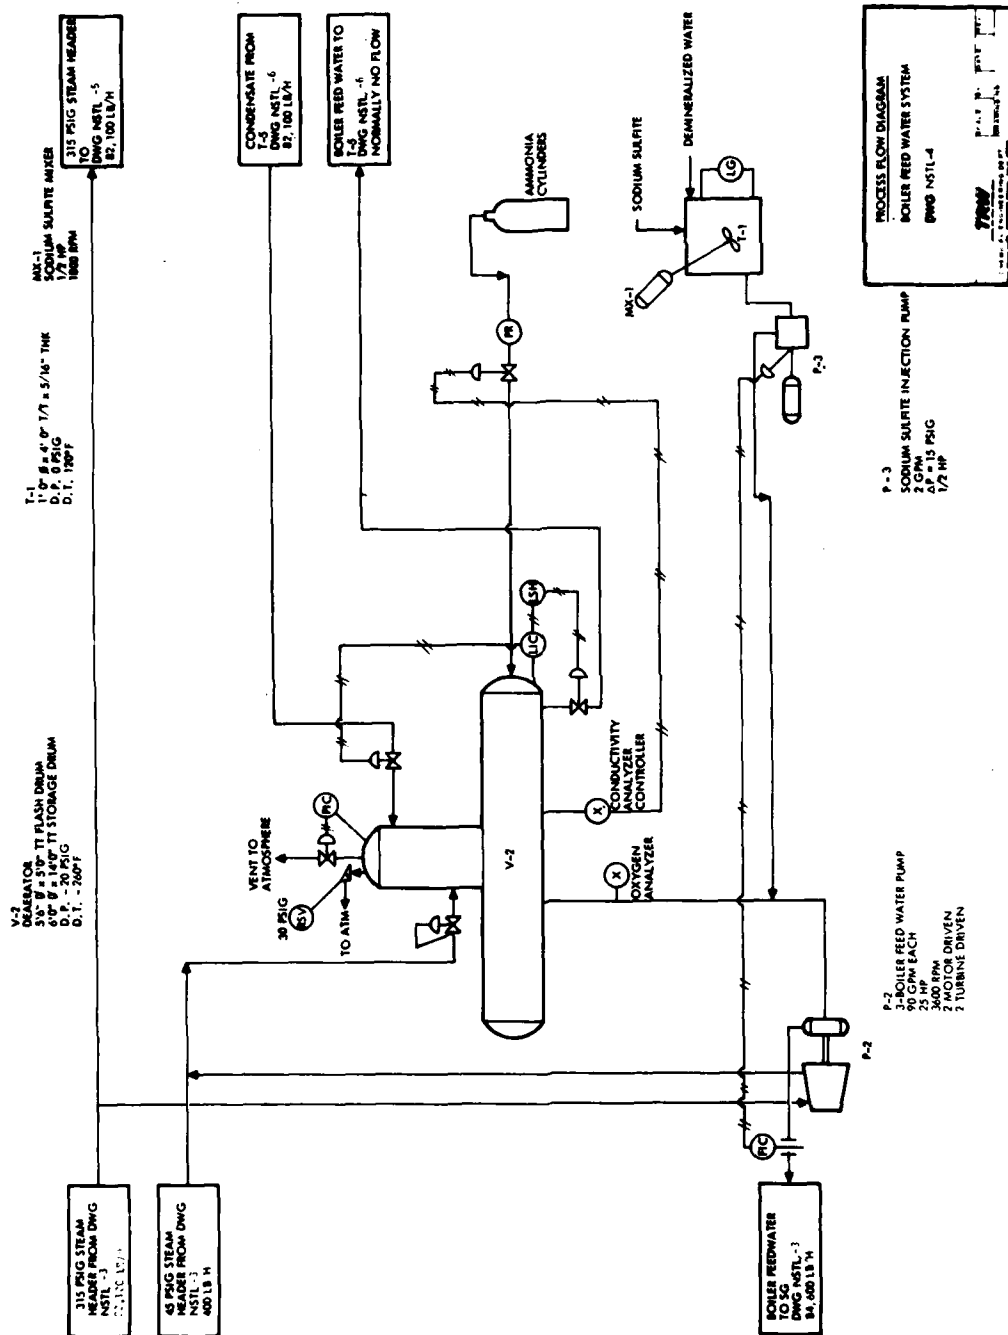 315 PSIG STEAM HEADER
TO
DWG NSTL -5
82,100 LB/H
CONDENSATE FROM
T-5
DWG NSTL -6
82,100 LB/H
BOILER FEED WATER TO
T-5
DWG NSTL -6
NORMALLY NO FLOW
MX-1
SODIUM SULFITE MIXER
1/2 HP
1800 RPM
T-1
1' 0" Ø x 4' 0" T/T x 5/16" THK
D.P. 0 PSIG
D.T. 120°F
V-2
DEAERATOR
5'6" Ø x 5'0" TT FLASH DRUM
6'0" Ø x 14'0" TT STORAGE DRUM
D.P. - 20 PSIG
D.T. - 260°F
AMMONIA
CYLINDERS
PR
SODIUM SULFITE
DEMINERALIZED WATER
LG
T-1
MX-1
P-3
LSH
LIC
VENT TO
ATMOSPHERE
PIC
30 PSIG
RSV
TO ATM
V-2
X
CONDUCTIVITY
ANALYZER
CONTROLLER
X
OXYGEN
ANALYZER
P-3
SODIUM SULFITE INJECTION PUMP
2 GPM
ΔP = 15 PSIG
1/2 HP
P-2
3-BOILER FEED WATER PUMP
90 GPM EACH
25 HP
3600 RPM
2 MOTOR DRIVEN
2 TURBINE DRIVEN
P-2
FIC
315 PSIG STEAM
HEADER FROM DWG
NSTL -3
45 PSIG STEAM
HEADER FROM DWG
NSTL -3
400 LB H
BOILER FEEDWATER
TO SG
DWG NSTL -3
84,600 LB H
PROCESS FLOW DIAGRAM
BOILER FEED WATER SYSTEM
DWG NSTL-4
TRW